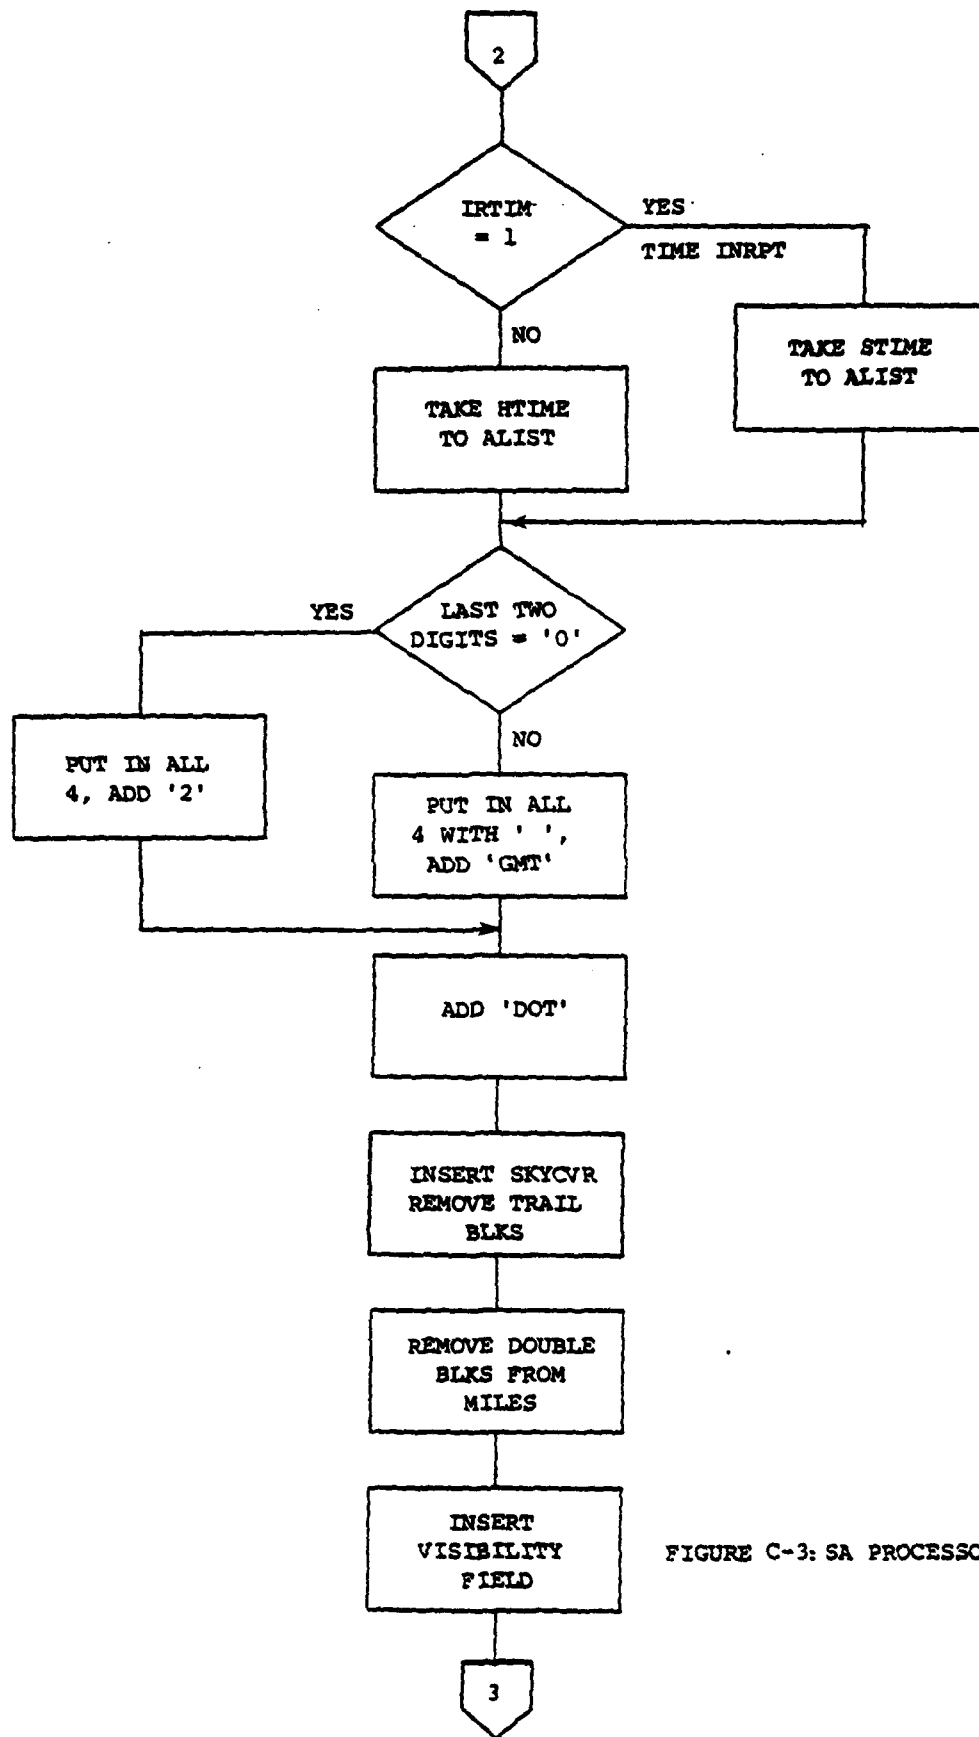 2
IRTIM
= 1
YES
TIME INRPT
NO
TAKE STIME
TO ALIST
TAKE HTIME
TO ALIST
YES
LAST TWO
DIGITS = '0'
NO
PUT IN ALL
4, ADD '2'
PUT IN ALL
4 WITH ' ',
ADD 'GMT'
ADD 'DOT'
INSERT SKYCVR
REMOVE TRAIL
BLKS
REMOVE DOUBLE
BLKS FROM
MILES
INSERT
VISIBILITY
FIELD
FIGURE C-3: SA PROCESSO
3